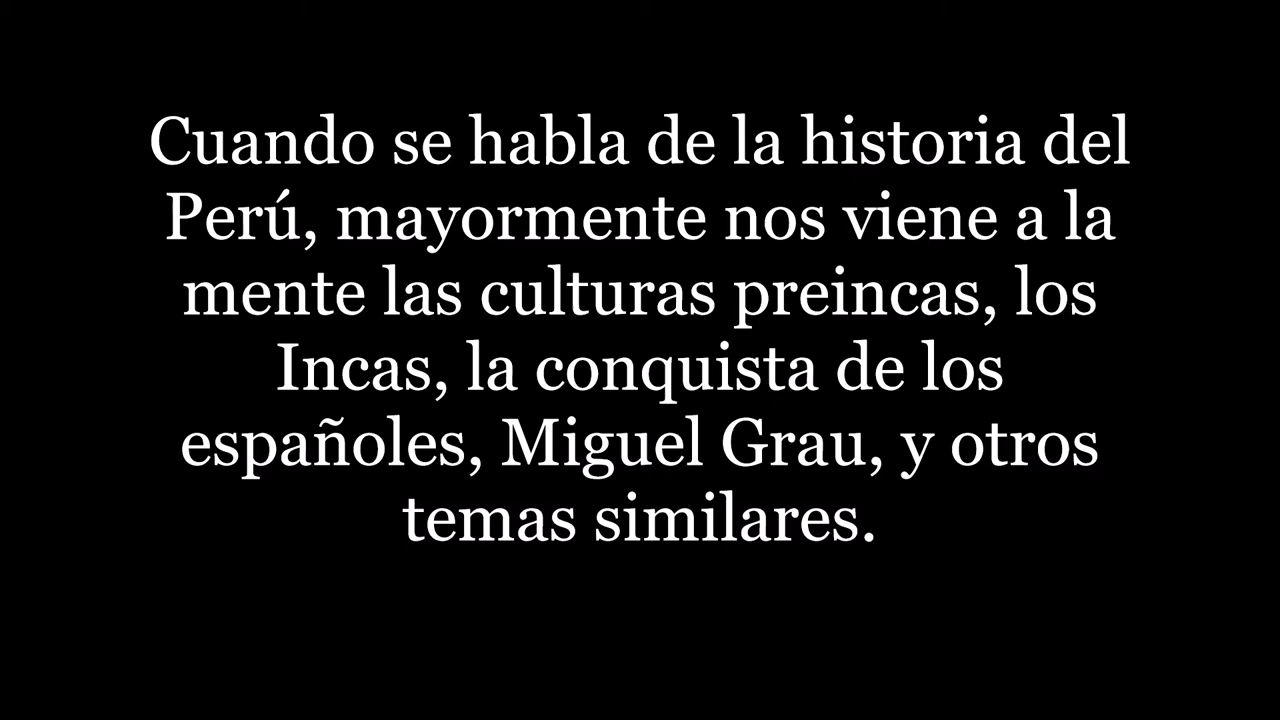 Cuando se habla de la historia del
Perú, mayormente nos viene a la
mente las culturas preincas, los
Incas, la conquista de los
españoles, Miguel Grau, y otros
temas similares.